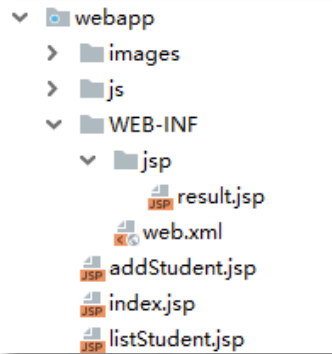 webapp
images
js
WEB-INF
jsp
result.jsp
web.xml
addStudent.jsp
index.jsp
listStudent.jsp